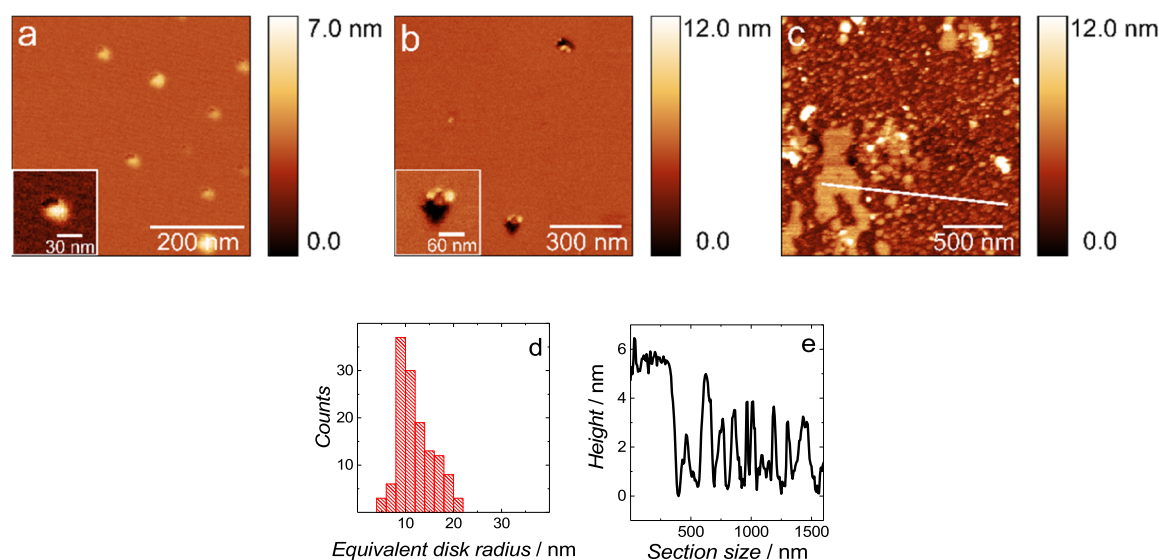 a
7.0 nm
0.0
200 nm
30 nm
b
12.0 nm
0.0
300 nm
60 nm
c
12.0 nm
0.0
500 nm
d
Counts
30
20
10
10 20 30
Equivalent disk radius / nm
e
Height / nm
6
4
2
0
500 1000 1500
Section size / nm